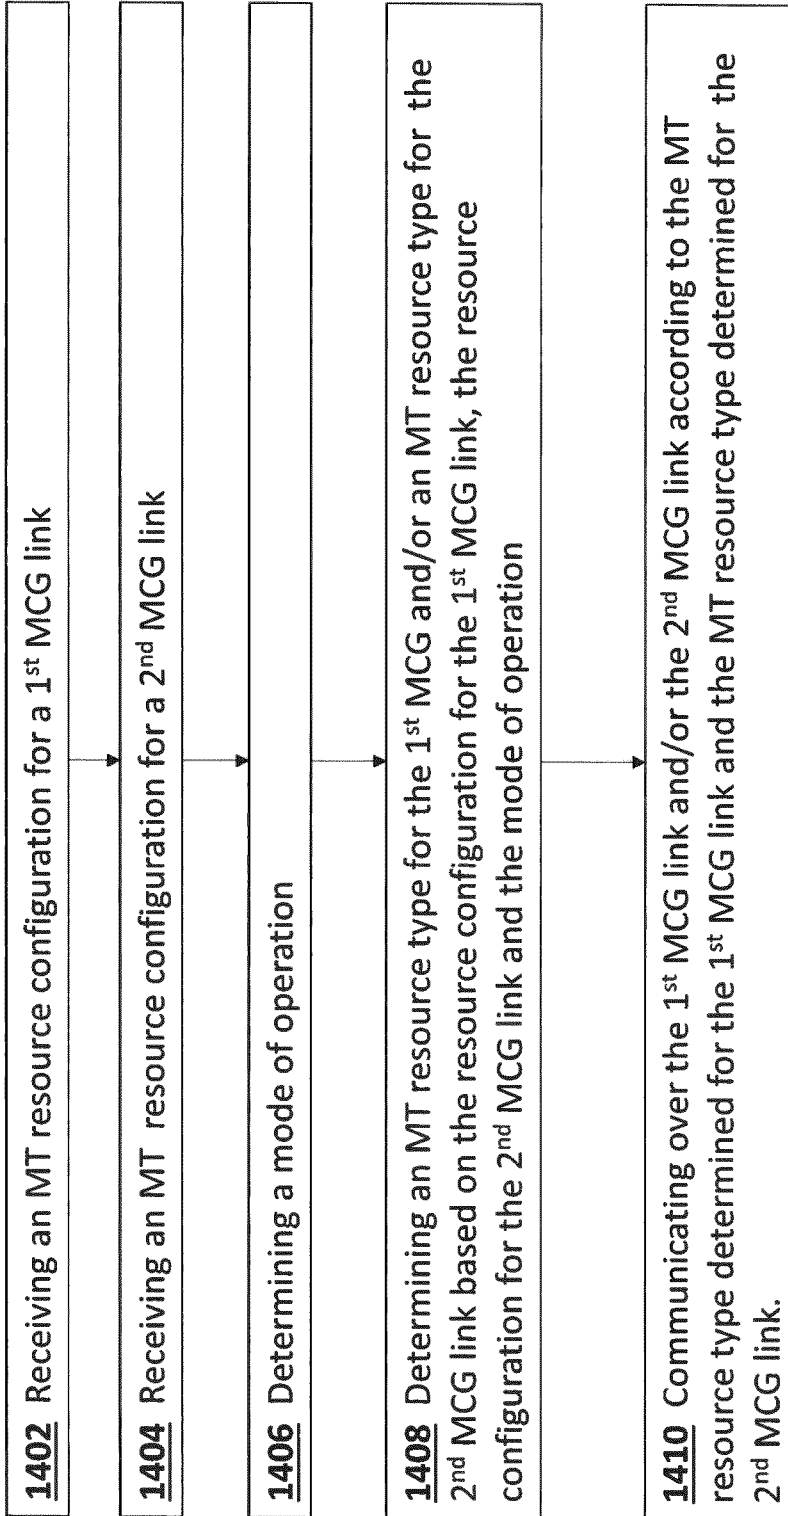 1402 Receiving an MT resource configuration for a 1st MCG link
1404 Receiving an MT resource configuration for a 2nd MCG link
1406 Determining a mode of operation
1408 Determining an MT resource type for the 1st MCG and/or an MT resource type for the
2nd MCG link based on the resource configuration for the 1st MCG link, the resource
configuration for the 2nd MCG link and the mode of operation
1410 Communicating over the 1st MCG link and/or the 2nd MCG link according to the MT
resource type determined for the 1st MCG link and the MT resource type determined for the
2nd MCG link.